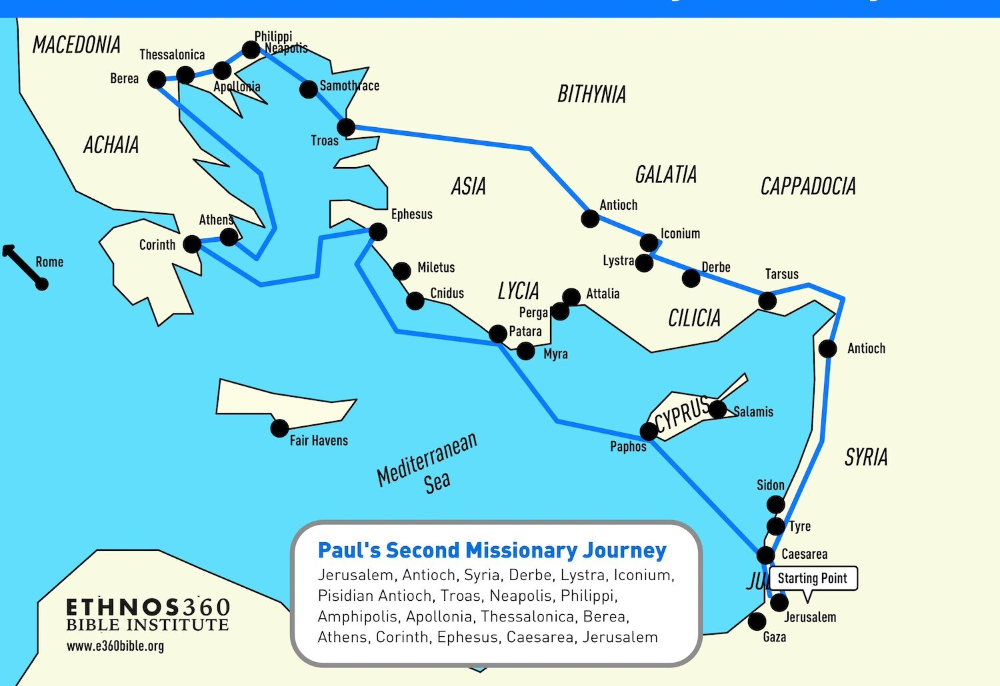 MACEDONIA
Philippi
Neapolis
Thessalonica
Berea
Apollonia
Samothrace
BITHYNIA
Troas
ACHAIA
ASIA
GALATIA
CAPPADOCIA
Antioch
Ephesus
Athens
Corinth
Iconium
Rome
Lystra
Derbe
Miletus
Tarsus
Cnidus
LYCIA
Attalia
Perga
CILICIA
Patara
Myra
Antioch
CYPRUS
Salamis
Fair Havens
Paphos
Mediterranean
Sea
SYRIA
Sidon
Tyre
Caesarea
Starting Point
Jerusalem
Gaza
Paul's Second Missionary Journey
Jerusalem, Antioch, Syria, Derbe, Lystra, Iconium,
Pisidian Antioch, Troas, Neapolis, Philippi,
Amphipolis, Apollonia, Thessalonica, Berea,
Athens, Corinth, Ephesus, Caesarea, Jerusalem
ETHNOS360
BIBLE INSTITUTE
www.e360bible.org